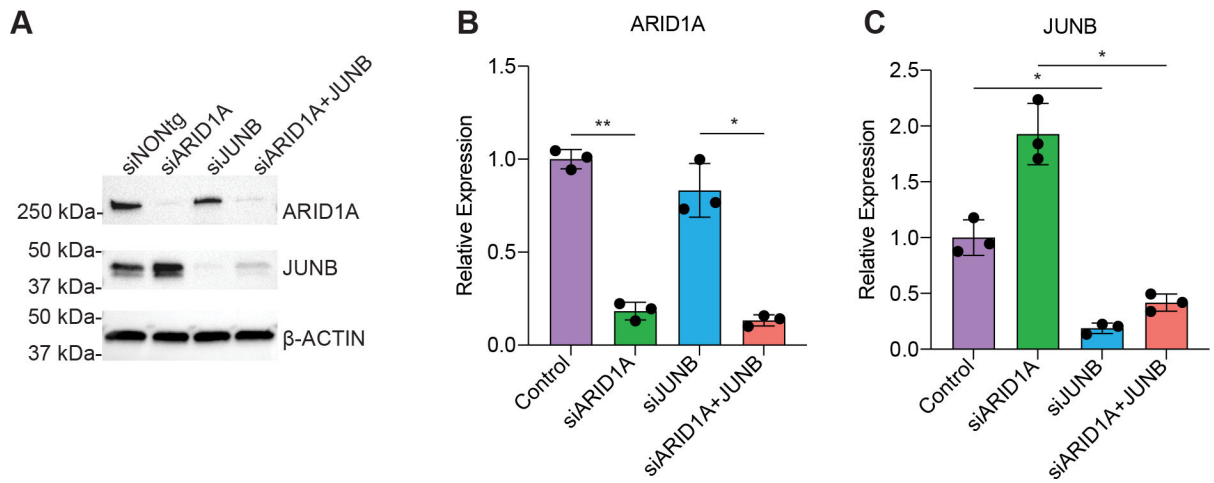 A
siNONtg
siARID1A
siJUNB
siARID1A+JUNB
250 kDa-
ARID1A
50 kDa-
JUNB
37 kDa-
50 kDa-
β-ACTIN
37 kDa-
B
ARID1A
Relative Expression
1.5
1.0
0.5
0.0
**
*
Control
siARID1A
siJUNB
siARID1A+JUNB
C
JUNB
Relative Expression
2.5
2.0
1.5
1.0
0.5
0.0
*
*
Control
siARID1A
siJUNB
siARID1A+JUNB